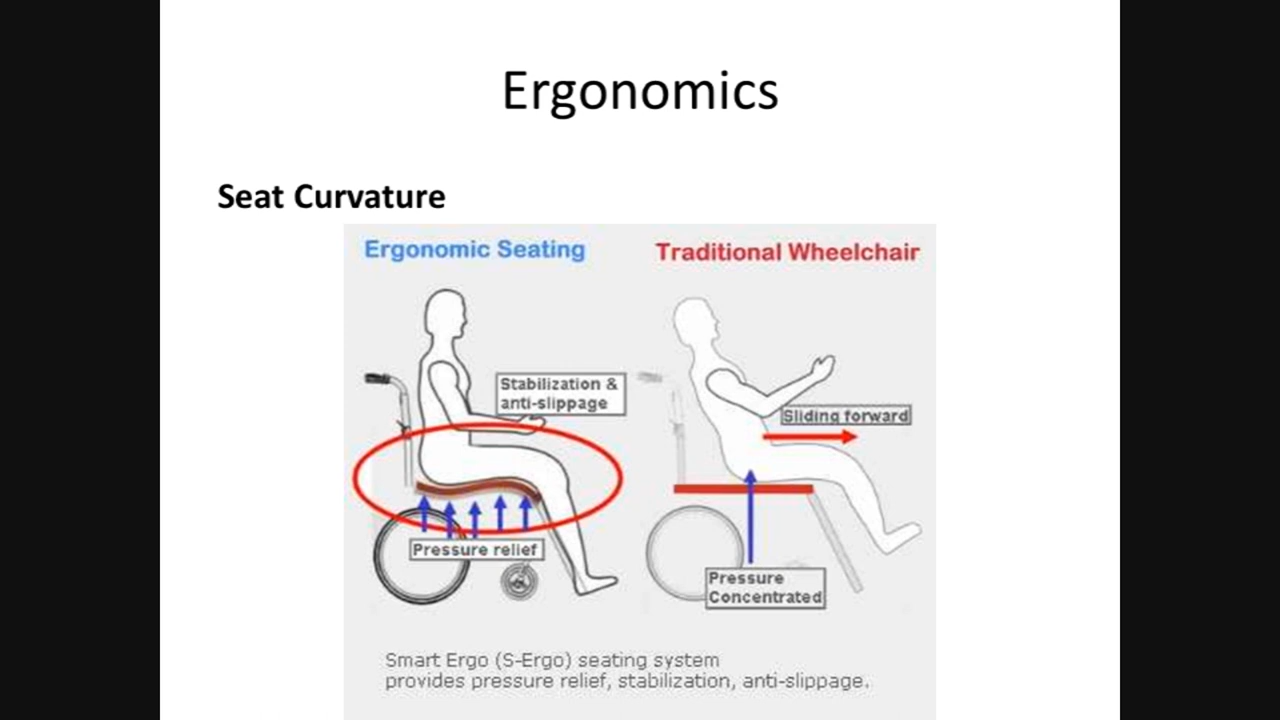 Ergonomics
Seat Curvature
Ergonomic Seating
Traditional Wheelchair
Stabilization &
anti-slippage
Sliding forward
Pressure relief
Pressure
Concentrated
Smart Ergo (S-Ergo) seating system
provides pressure relief, stabilization, anti-slippage.